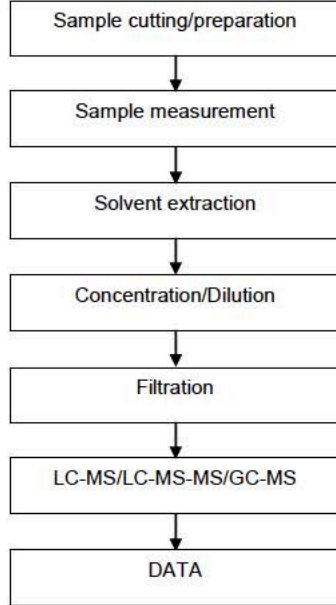 Sample cutting/preparation
Sample measurement
Solvent extraction
Concentration/Dilution
Filtration
LC-MS/LC-MS-MS/GC-MS
DATA